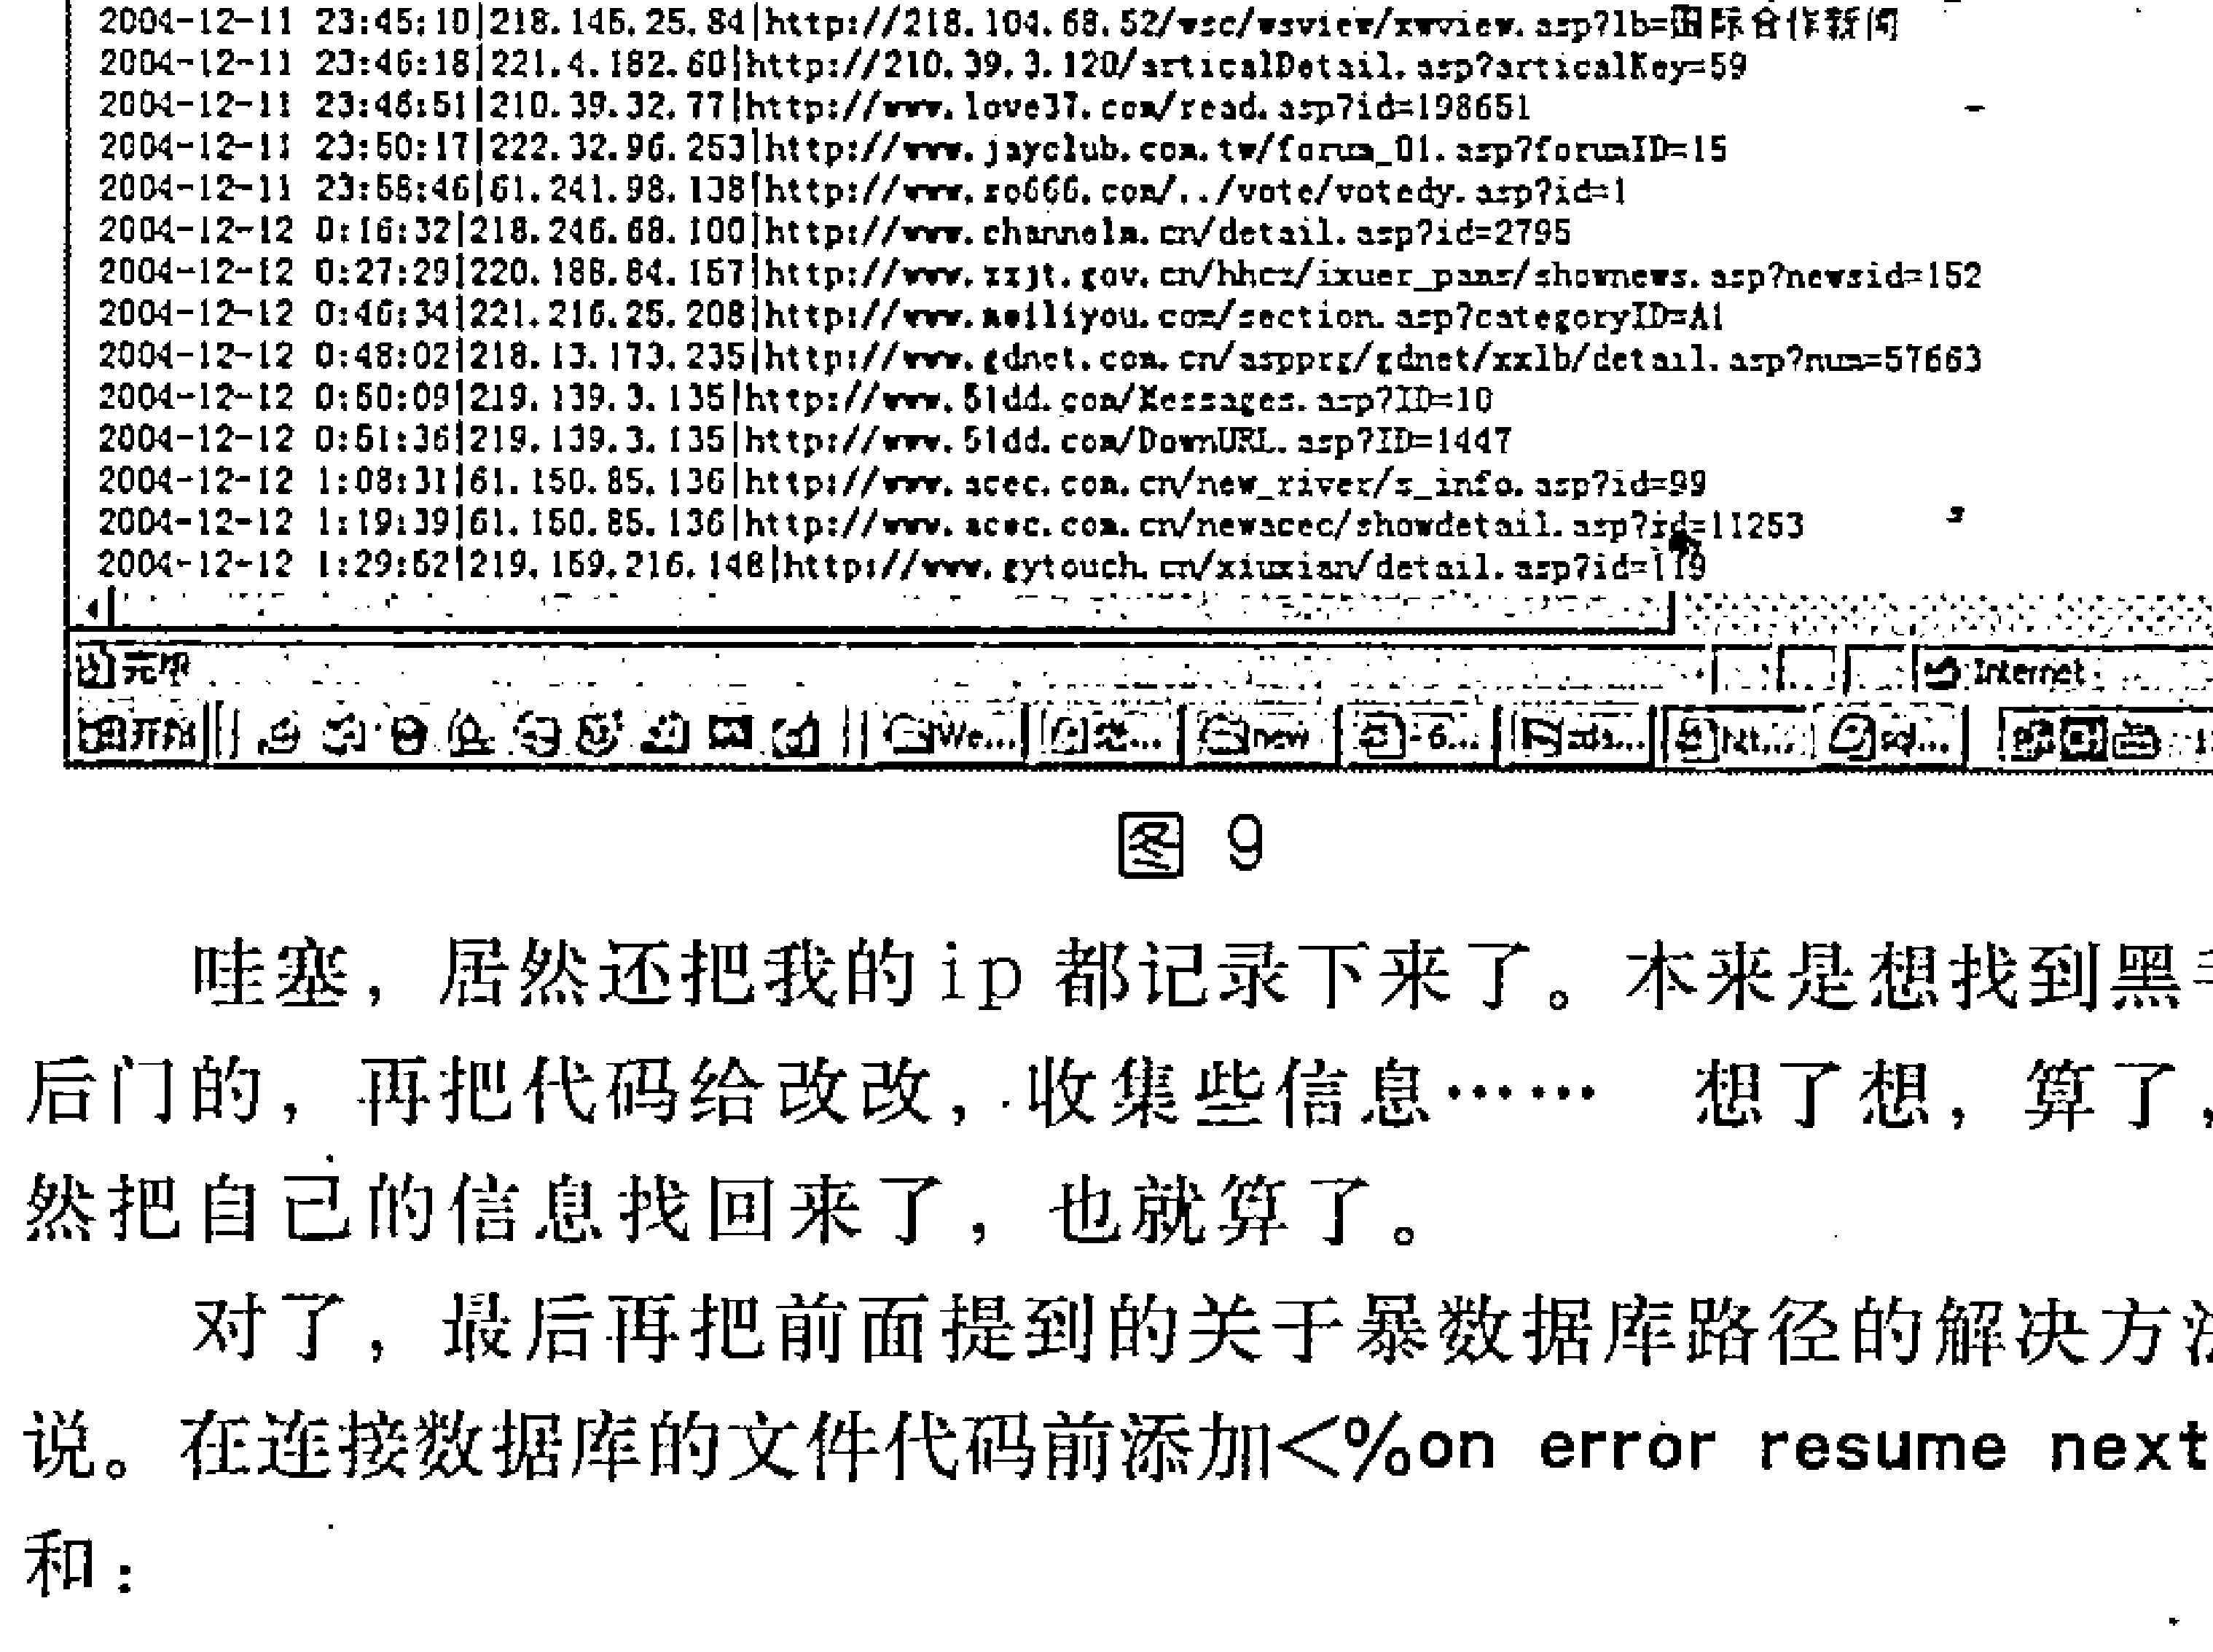 2004-12-11 23:45:10|218.145.25.84|http://218.104.68.52/wsc/wsview/xwview.asp?lb=国际合作新闻
2004-12-11 23:46:18|221.4.182.60|http://210.39.3.120/articalDetail.asp?articalKey=59
2004-12-11 23:48:51|210.39.32.77|http://www.love37.com/read.asp?id=198651
2004-12-11 23:50:17|222.32.96.253|http://www.jayclub.com.tw/forum_01.asp?forumID=15
2004-12-11 23:58:46|61.241.98.138|http://www.ro666.com/../vote/votedy.asp?id=1
2004-12-12 0:16:32|218.246.68.100|http://www.channelm.cn/detail.asp?id=2795
2004-12-12 0:27:29|220.188.84.157|http://www.zzjt.gov.cn/hhcz/ixuer_pans/shownews.asp?newsid=152
2004-12-12 0:46:34|221.216.25.208|http://www.meiliyou.com/section.asp?categoryID=A1
2004-12-12 0:48:02|218.13.173.235|http://www.gdnet.com.cn/aspprg/gdnet/xxlb/detail.asp?num=57663
2004-12-12 0:50:09|219.139.3.135|http://www.51dd.com/Messages.asp?ID=10
2004-12-12 0:51:36|219.139.3.135|http://www.51dd.com/DownURL.asp?ID=1447
2004-12-12 1:08:31|61.150.85.136|http://www.acec.com.cn/new_river/s_info.asp?id=99
2004-12-12 1:19:39|61.150.85.136|http://www.acec.com.cn/newacec/showdetail.asp?id=11253
2004-12-12 1:29:52|219.159.216.148|http://www.gytouch.cn/xiuxian/detail.asp?id=119
完毕 Internet
开始 We... new -6...
图 9
哇塞，居然还把我的ip 都记录下来了。本来是想找到黑手
后门的，再把代码给改改，收集些信息…… 想了想，算了，
然把自己的信息找回来了，也就算了。
对了，最后再把前面提到的关于暴数据库路径的解决方法
说。在连接数据库的文件代码前添加<%on error resume next
和：